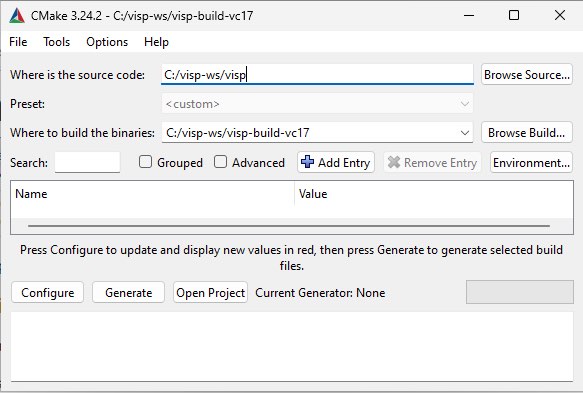 CMake 3.24.2 - C:/visp-ws/visp-build-vc17
File Tools Options Help
Where is the source code: C:/visp-ws/visp Browse Source...
Preset: <custom>
Where to build the binaries: C:/visp-ws/visp-build-vc17 Browse Build...
Search: Grouped Advanced Add Entry Remove Entry Environment...
Name Value
Press Configure to update and display new values in red, then press Generate to generate selected build
files.
Configure Generate Open Project Current Generator: None